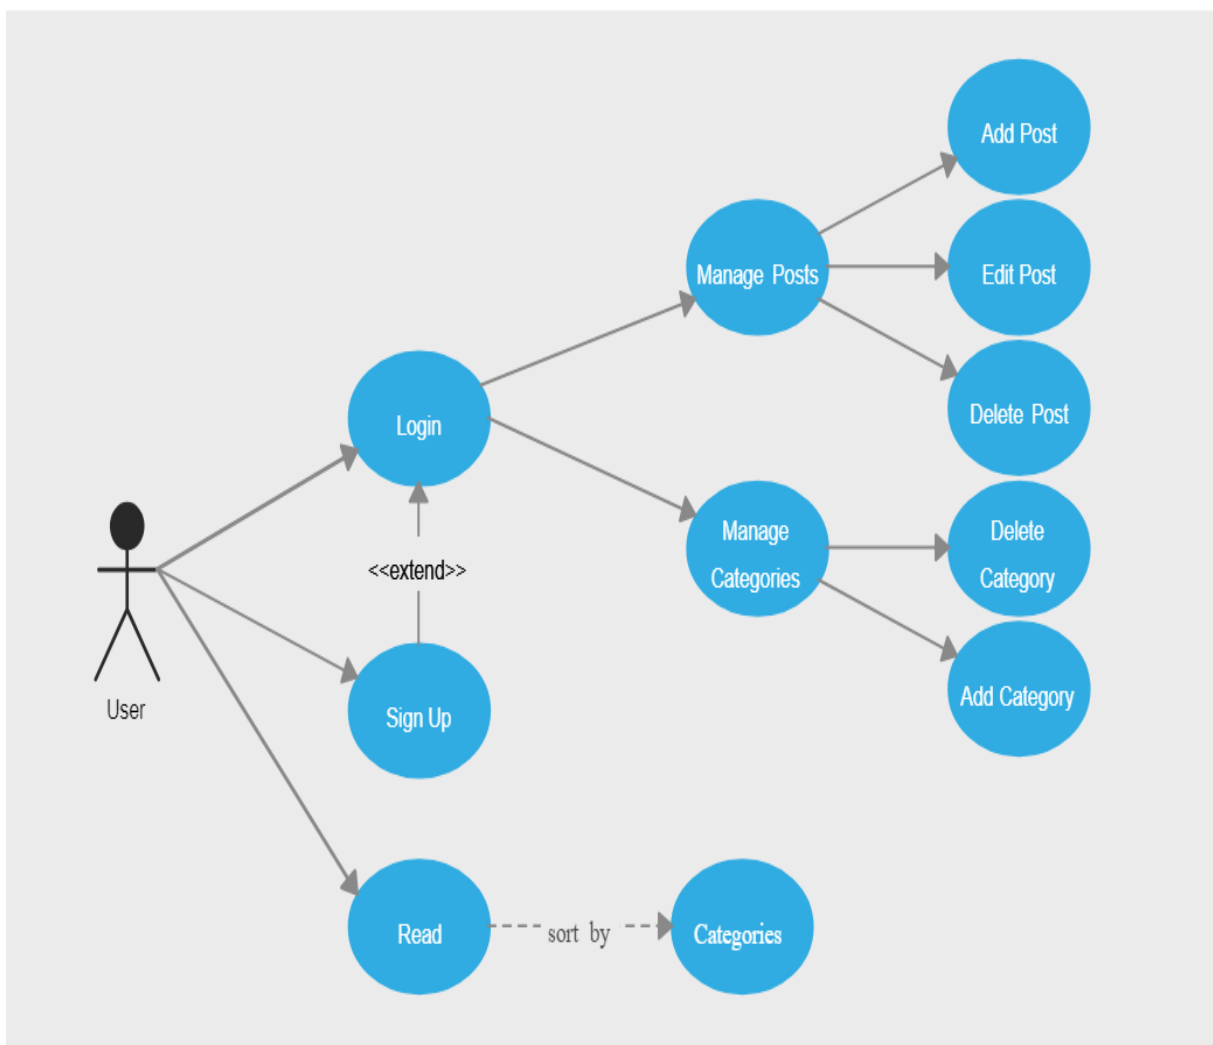 Add Post
Manage Posts
Edit Post
Delete Post
Login
Manage
Categories
Delete
Category
<<extend>>
Add Category
User
Sign Up
Read
sort by
Categories